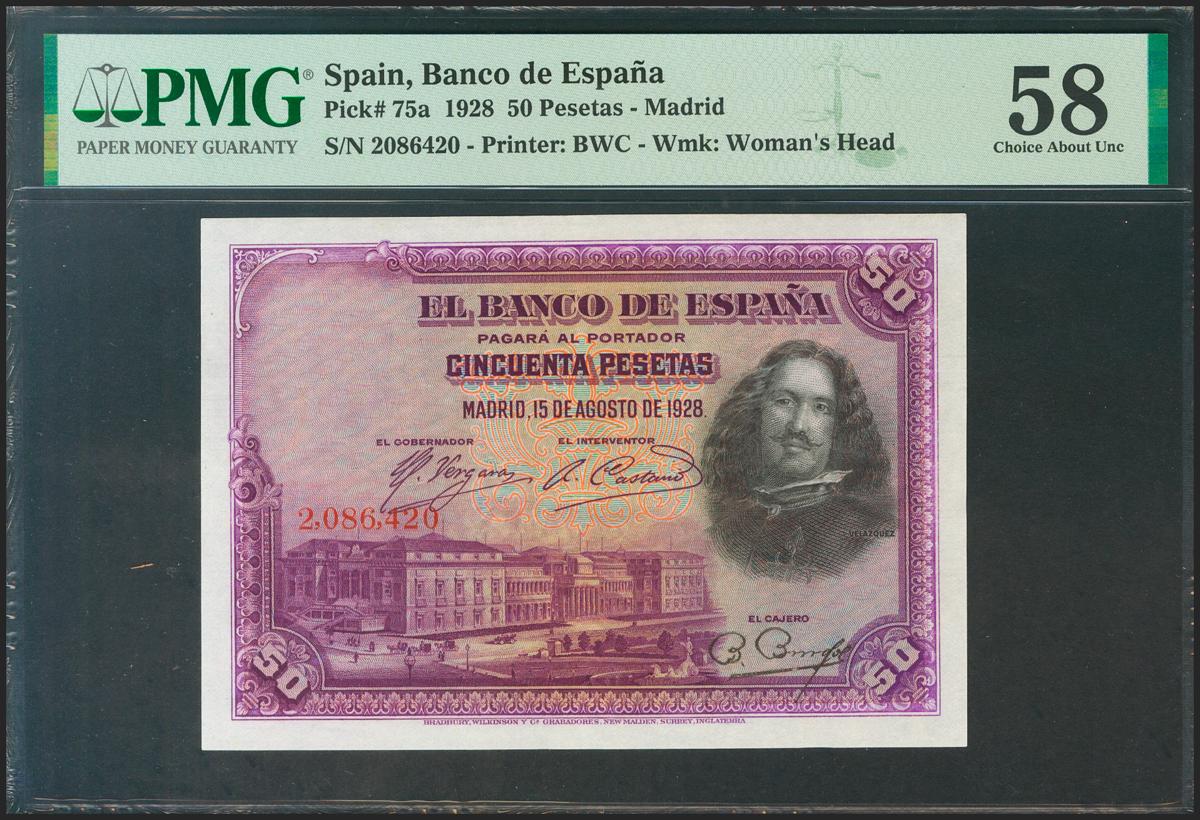 PMG®
PAPER MONEY GUARANTY
Spain, Banco de España
Pick# 75a 1928 50 Pesetas - Madrid
S/N 2086420 - Printer: BWC - Wmk: Woman's Head
58
Choice About Unc
50
EL BANCO DE ESPAÑA
PAGARÁ AL PORTADOR
CINCUENTA PESETAS
MADRID, 15 DE AGOSTO DE 1928.
EL GOBERNADOR EL INTERVENTOR
Vergara A. Castaño
2,086,420
VELAZQUEZ
EL CAJERO
B.
50 50
BRADBURY, WILKINSON Y Cª GRABADORES, NEW MALDEN, SURREY, INGLATERRA